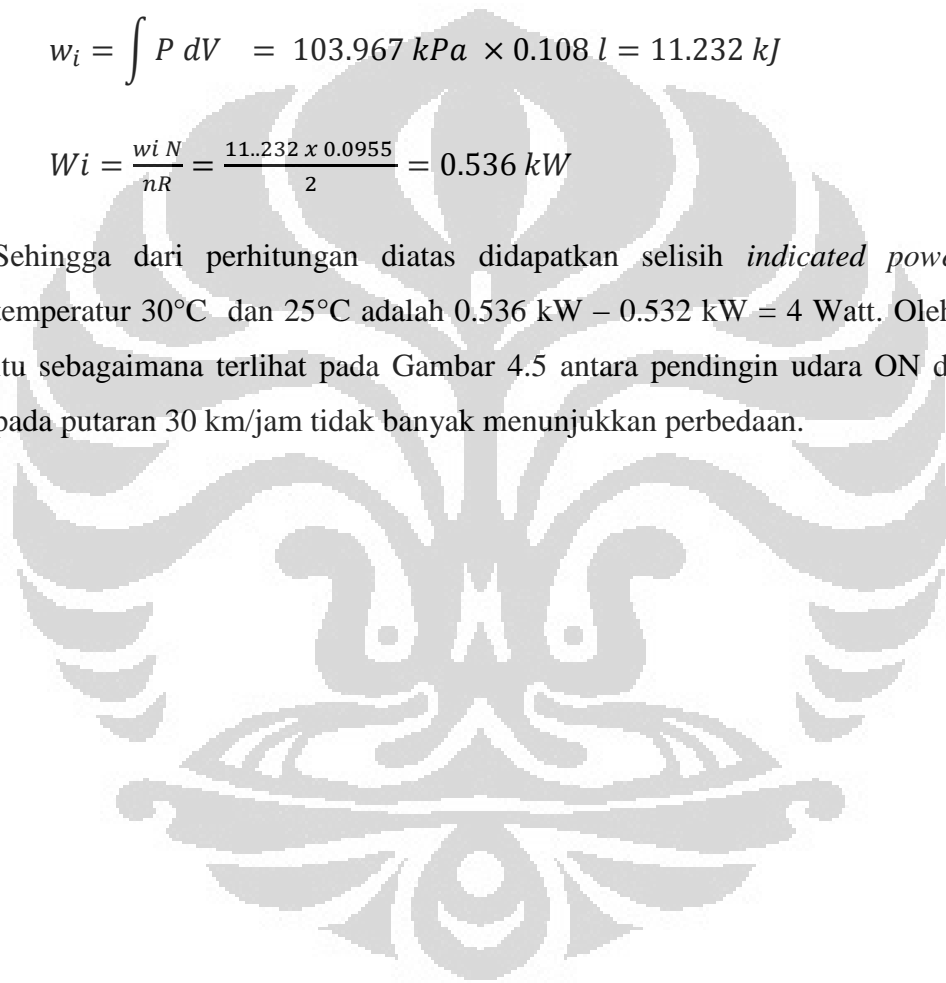 w_i = ∫ P dV = 103.967 kPa × 0.108 l = 11.232 kJ
Wi = wi N / nR = 11..232 x 0.0955 / 2 = 0.536 kW
Sehingga dari perhitungan diatas didapatkan selisih indicated
temperatur 30°C dan 25°C adalah 0.536 kW – 0.532 kW = 4 Watt. Oleh
itu sebagaimana terlihat pada Gambar 4.5 antara pendingin udara ON
pada putaran 30 km/jam tidak banyak menunjukkan perbedaan.